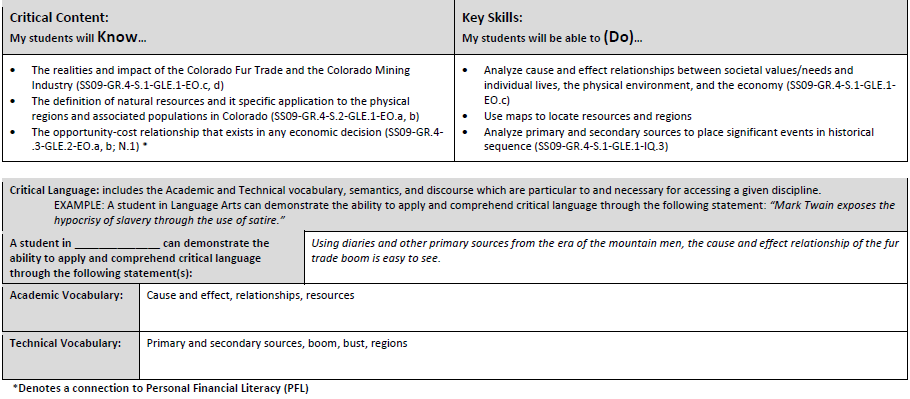 Critical Content:
My students will Know…
• The realities and impact of the Colorado Fur Trade and the Colorado Mining
Industry (SS09-GR.4-S.1-GLE.1-EO.c, d)
• The definition of natural resources and it specific application to the physical
regions and associated populations in Colorado (SS09-GR.4-S.2-GLE.1-EO.a, b)
• The opportunity-cost relationship that exists in any economic decision (SS09-GR.4-
.3-GLE.2-EO.a, b; N.1) *
Key Skills:
My students will be able to (Do)…
• Analyze cause and effect relationships between societal values/needs and
individual lives, the physical environment, and the economy (SS09-GR.4-S.1-GLE.1-
EO.c)
• Use maps to locate resources and regions
• Analyze primary and secondary sources to place significant events in historical
sequence (SS09-GR.4-S.1-GLE.1-IQ.3)
Critical Language: includes the Academic and Technical vocabulary, semantics, and discourse which are particular to and necessary for accessing a given discipline.
EXAMPLE: A student in Language Arts can demonstrate the ability to apply and comprehend critical language through the following statement: “Mark Twain exposes the
hypocrisy of slavery through the use of satire.”
A student in ______________ can demonstrate the
ability to apply and comprehend critical language
through the following statement(s):
Using diaries and other primary sources from the era of the mountain men, the cause and effect relationship of the fur
trade boom is easy to see.
Academic Vocabulary:
Cause and effect, relationships, resources
Technical Vocabulary:
Primary and secondary sources, boom, bust, regions
*Denotes a connection to Personal Financial Literacy (PFL)